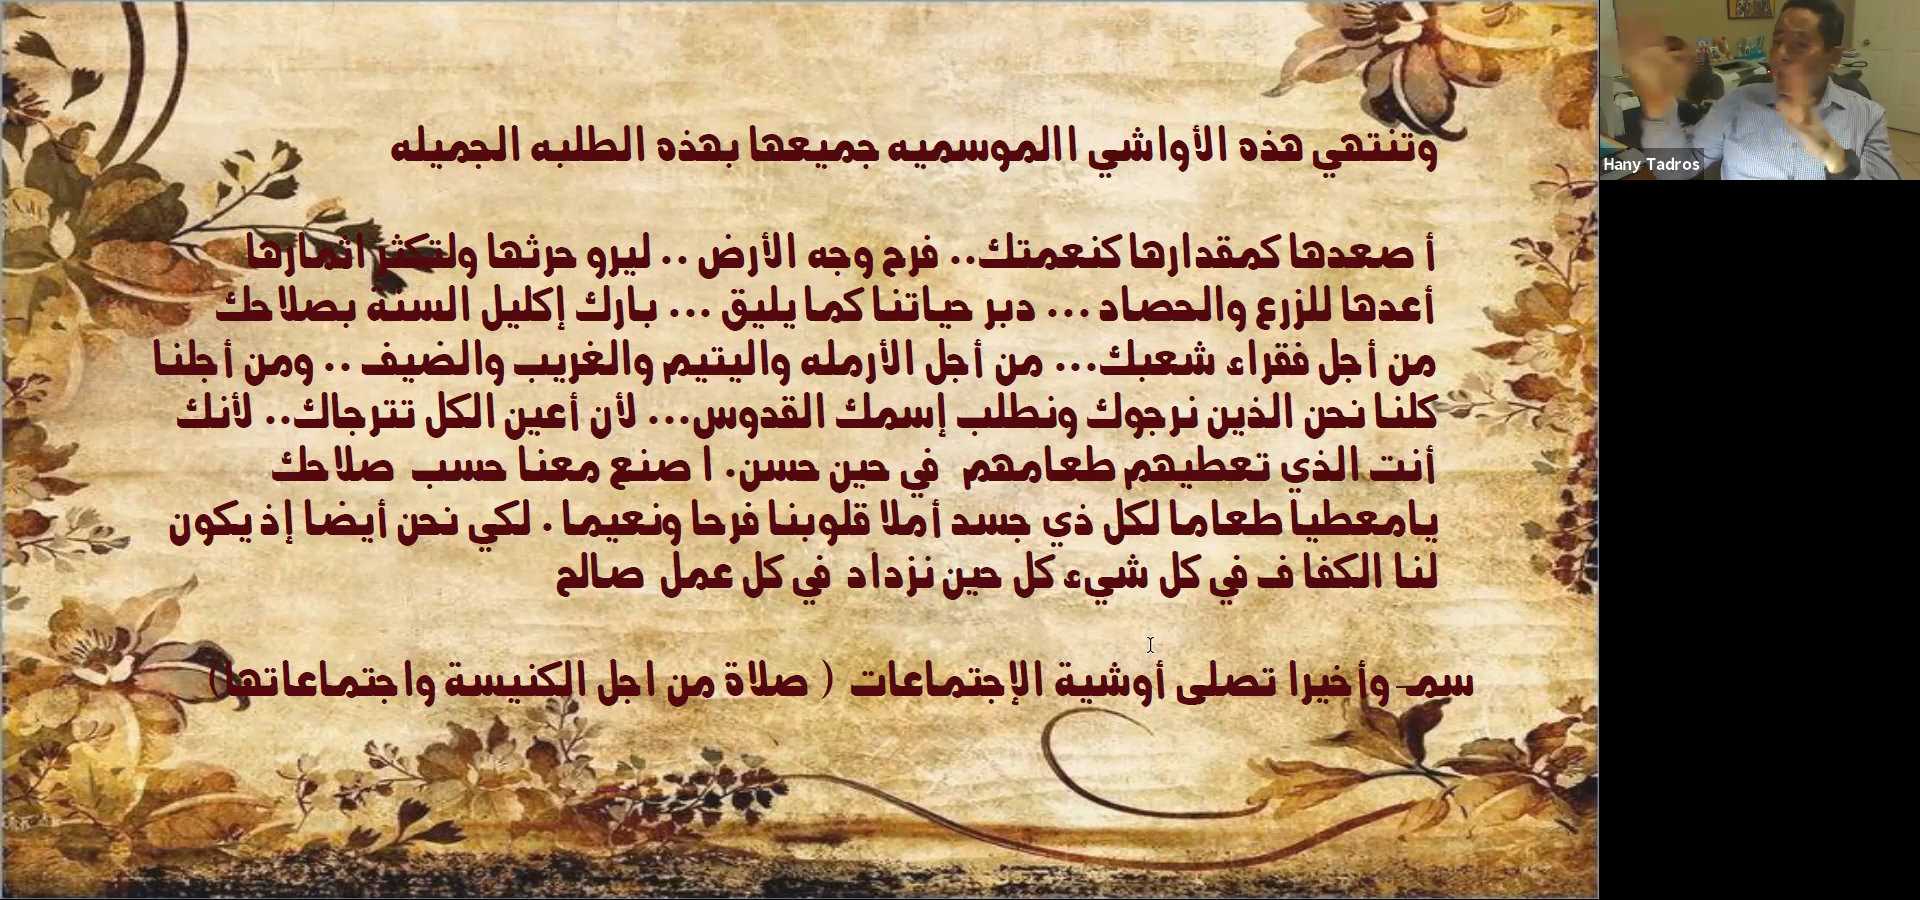 وتنتهي هذه الأواشي االموسميه جميعها بهذه الطلبه الجميله
أ صعدها كمقدارها كنعمتك.. فرح وجه الأرض .. ليرو حرثها ولتكثر اثمارها
أعدها للزرع والحصاد ... دبر حياتنا كما يليق ... بارك إكليل السنة بصلاحك
من أجل فقراء شعبك... من أجل الأرمله واليتيم والغريب والضيف .. ومن أجلنا
كلنا نحن الذين نرجوك ونطلب إسمك القدوس... لأن أعين الكل تترجاك.. لأنك
أنت الذي تعطيهم طعامهم في حين حسن. ا صنع معنا حسب صلاحك
يامعطيا طعاما لكل ذي جسد أملا قلوبنا فرحا ونعيما . لكي نحن أيضا إذ يكون
لنا الكفا ف في كل شيء كل حين نزداد في كل عمل صالح
سمـ وأخيرا تصلى أوشية الإجتماعات ( صلاة من اجل الكنيسة واجتماعاتها)
Hany Tadros